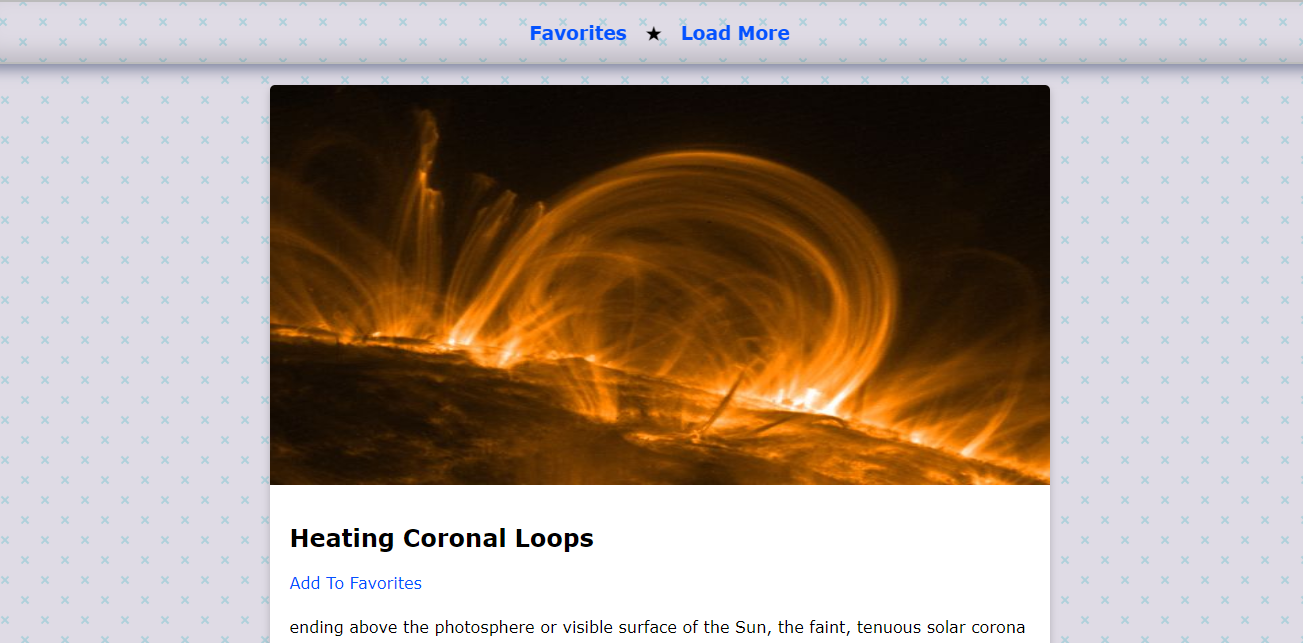 Favorites ★ Load More
Heating Coronal Loops
Add To Favorites
ending above the photosphere or visible surface of the Sun, the faint, tenuous solar corona